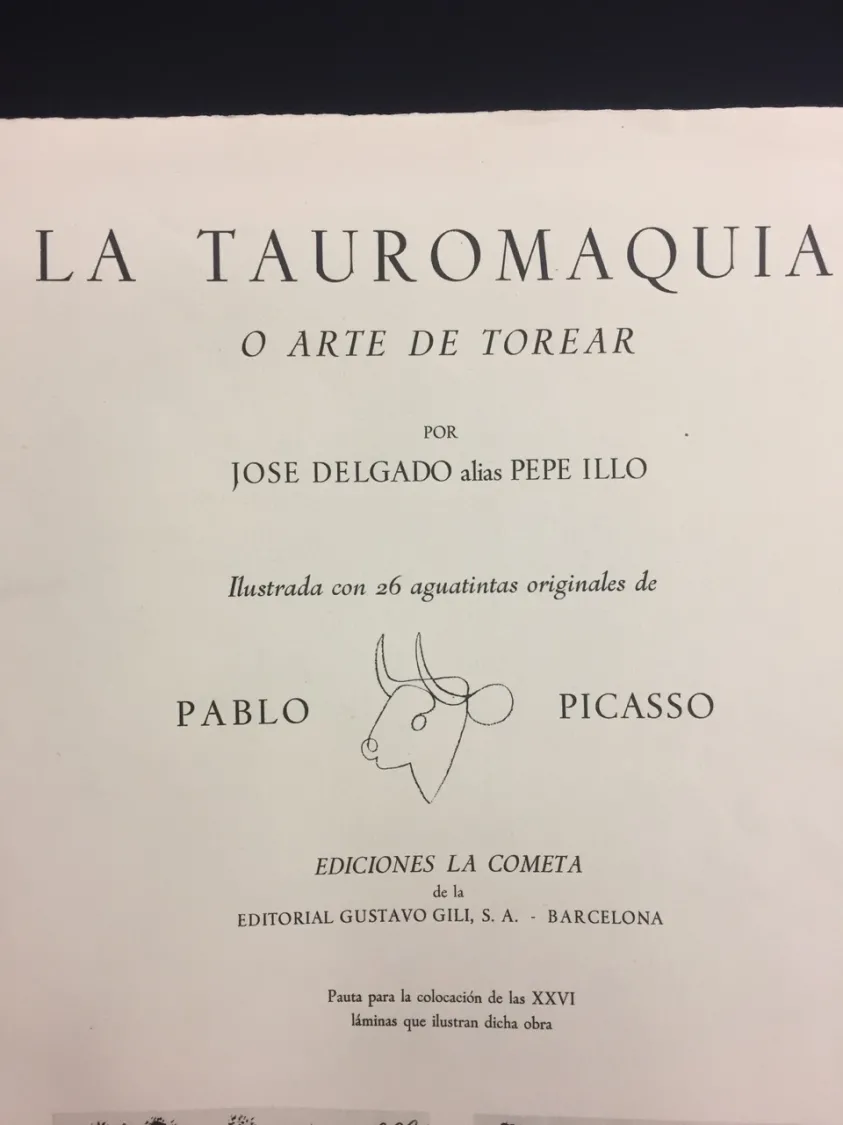 LA TAUROMAQUIA
O ARTE DE TOREAR
POR
JOSE DELGADO alias PEPE ILLO
Ilustrada con 26 aguatintas originales de
PABLO PICASSO
EDICIONES LA COMETA
de la
EDITORIAL GUSTAVO GILI, S. A. - BARCELONA
Pauta para la colocación de las XXVI
láminas que ilustran dicha obra